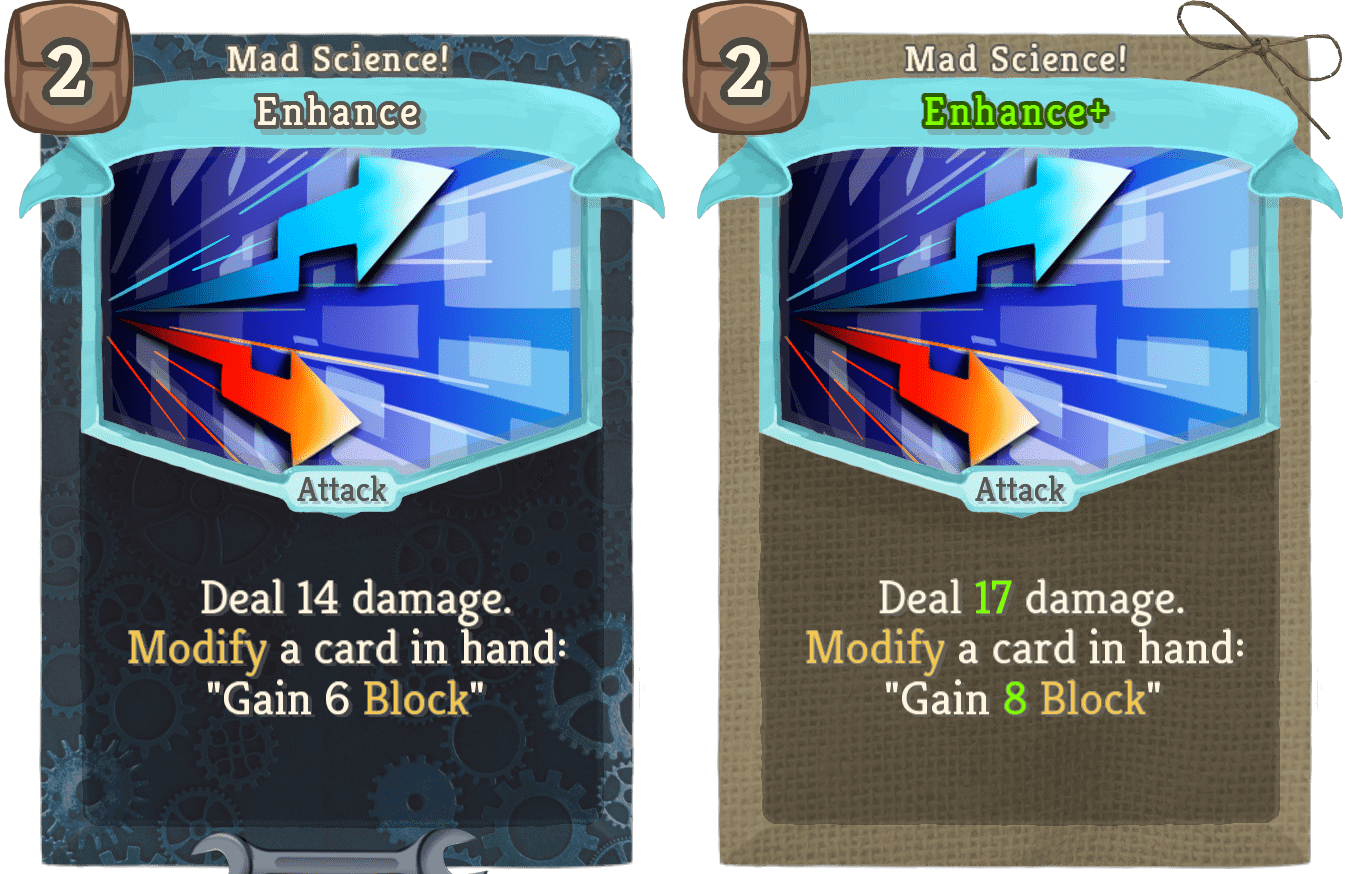 2
Mad Science!
Enhance
Attack
Deal 14 damage.
Modify a card in hand:
"Gain 6 Block"
2
Mad Science!
Enhance+
Attack
Deal 17 damage.
Modify a card in hand:
"Gain 8 Block"